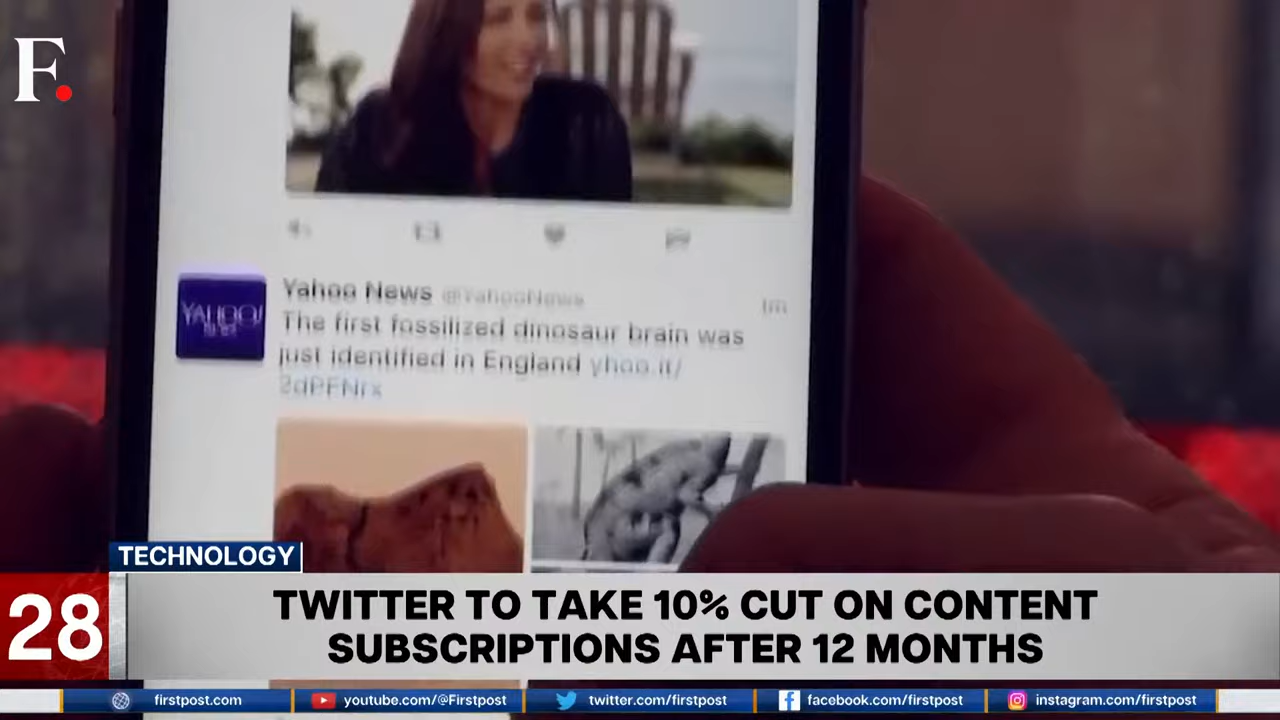 F.
Yahoo News @YahooNews
1m
YAHOO!
The first fossilized dinosaur brain was
just identified in England yhoo.it/
TECHNOLOGY
28
TWITTER TO TAKE 10% CUT ON CONTENT
SUBSCRIPTIONS AFTER 12 MONTHS
firstpost.com
youtube.com/@Firstpost
twitter.com/firstpost
facebook.com/firstpost
instagram.com/firstpost